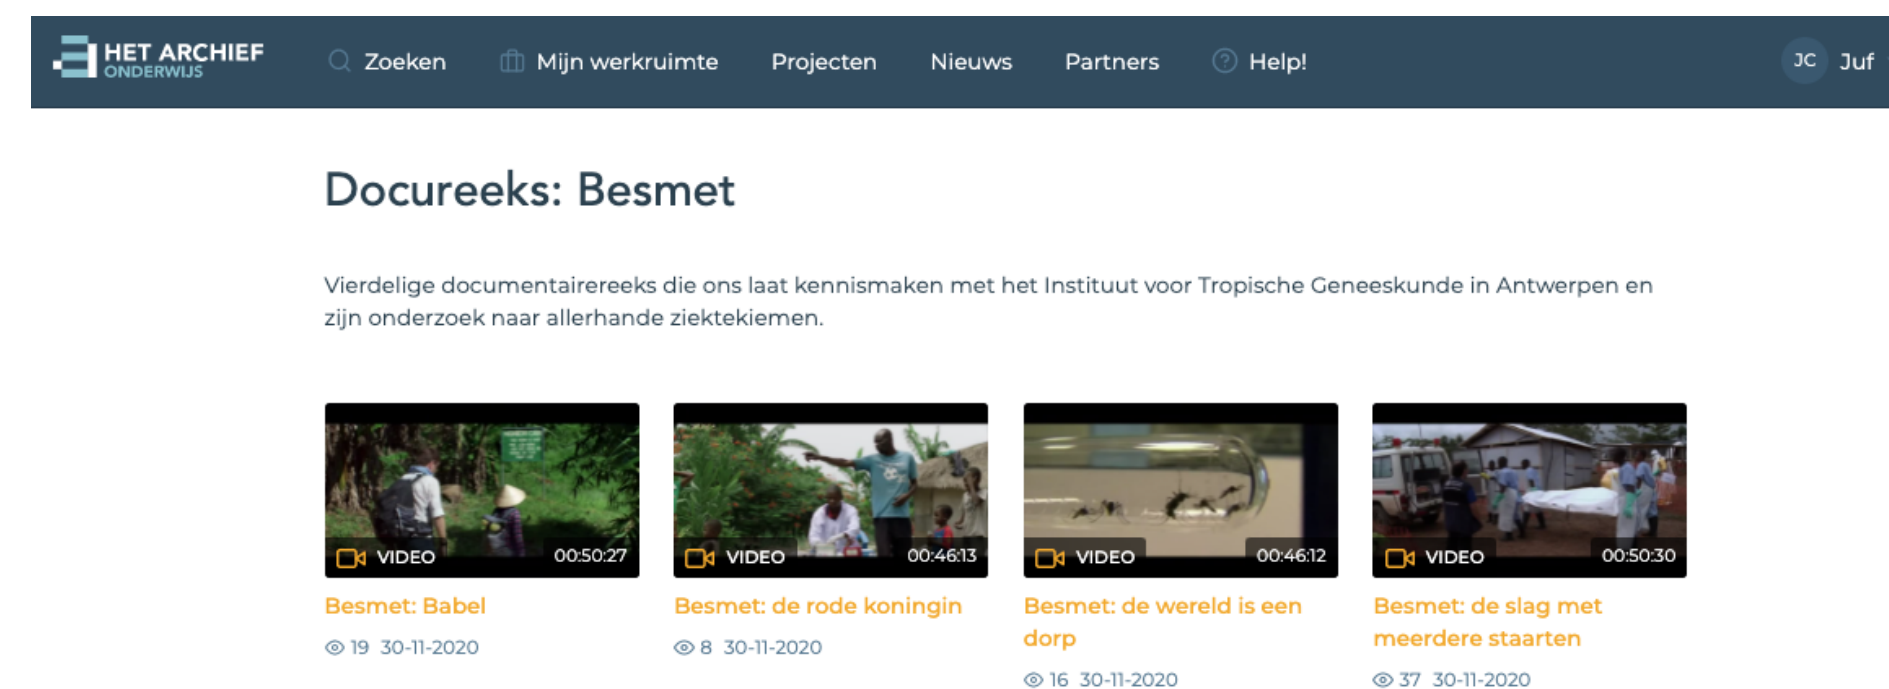 HET ARCHIEF
ONDERWIJS
Zoeken
Mijn werkruimte
Projecten
Nieuws
Partners
Help!
JC
Juf
Docureeks: Besmet
Vierdelige documentairereeks die ons laat kennismaken met het Instituut voor Tropische Geneeskunde in Antwerpen en
zijn onderzoek naar allerhande ziektekiemen.
VIDEO 00:50:27
Besmet: Babel
19 30-11-2020
VIDEO 00:46:13
Besmet: de rode koningin
8 30-11-2020
VIDEO 00:46:12
Besmet: de wereld is een
dorp
16 30-11-2020
VIDEO 00:50:30
Besmet: de slag met
meerdere staarten
37 30-11-2020